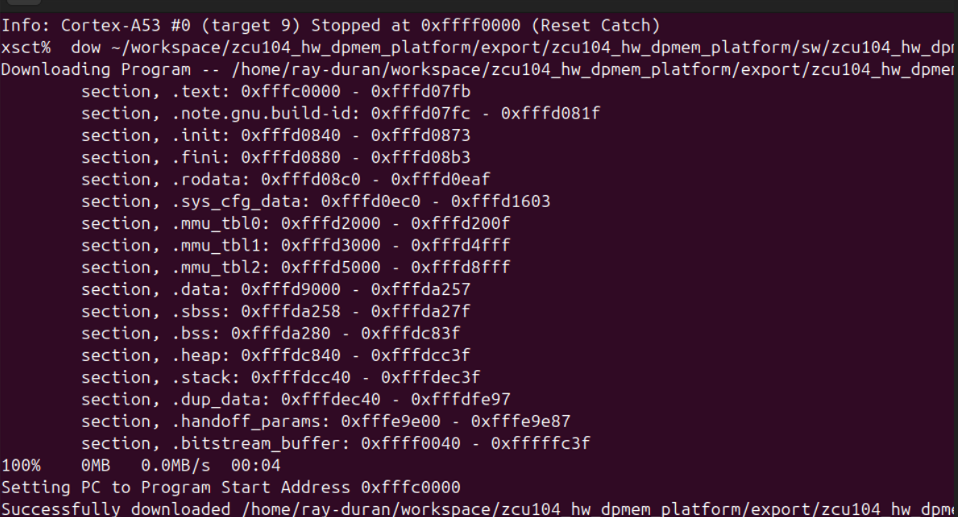 Info: Cortex-A53 #0 (target 9) Stopped at 0xffff0000 (Reset Catch)
xsct%  dow ~/workspace/zcu104_hw_dpmem_platform/export/zcu104_hw_dpmem_platform/sw/zcu104_hw_dpm
Downloading Program -- /home/ray-duran/workspace/zcu104_hw_dpmem_platform/export/zcu104_hw_dpmem
        section, .text: 0xfffc0000 - 0xfffd07fb
        section, .note.gnu.build-id: 0xfffd07fc - 0xfffd081f
        section, .init: 0xfffd0840 - 0xfffd0873
        section, .fini: 0xfffd0880 - 0xfffd08b3
        section, .rodata: 0xfffd08c0 - 0xfffd0eaf
        section, .sys_cfg_data: 0xfffd0ec0 - 0xfffd1603
        section, .mmu_tbl0: 0xfffd2000 - 0xfffd200f
        section, .mmu_tbl1: 0xfffd3000 - 0xfffd4fff
        section, .mmu_tbl2: 0xfffd5000 - 0xfffd8fff
        section, .data: 0xfffd9000 - 0xfffda257
        section, .sbss: 0xfffda258 - 0xfffda27f
        section, .bss: 0xfffda280 - 0xfffdc83f
        section, .heap: 0xfffdc840 - 0xfffdcc3f
        section, .stack: 0xfffdcc40 - 0xfffdec3f
        section, .dup_data: 0xfffdec40 - 0xfffdfe97
        section, .handoff_params: 0xfffe9e00 - 0xfffe9e87
        section, .bitstream_buffer: 0xffff0040 - 0xfffffc3f
100%    0MB   0.0MB/s  00:04
Setting PC to Program Start Address 0xfffc0000
Successfully downloaded /home/ray-duran/workspace/zcu104_hw_dpmem_platform/export/zcu104_hw_dpme